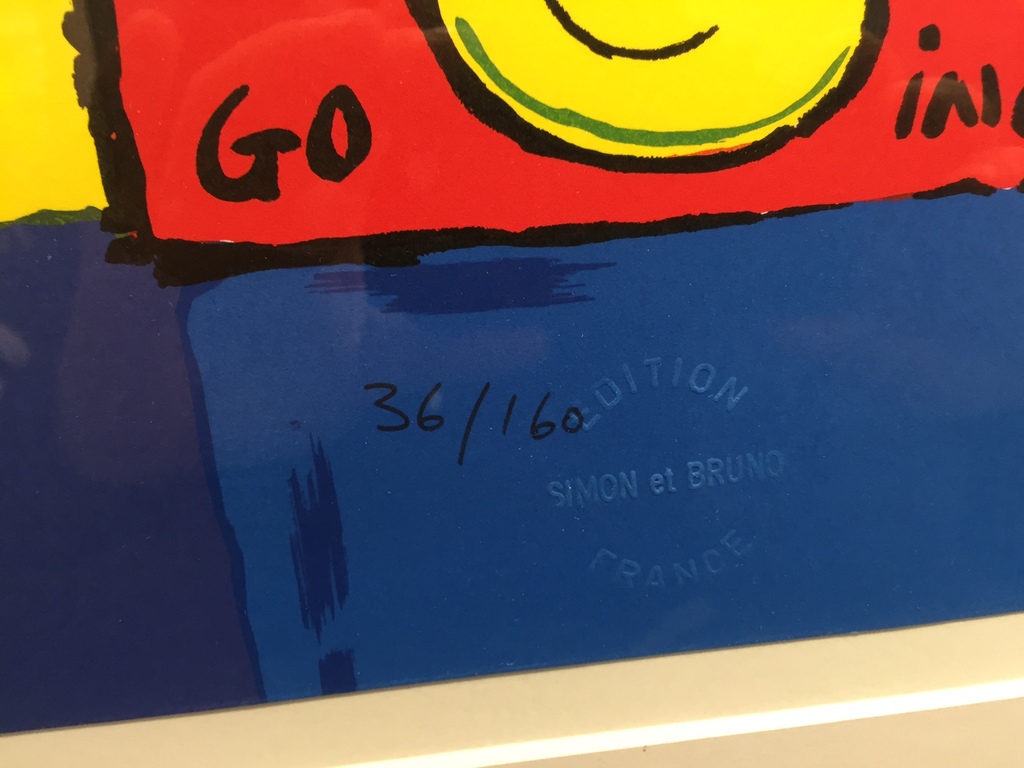 GO
36/160
EDITION
SIMON et BRUNO
FRANCE